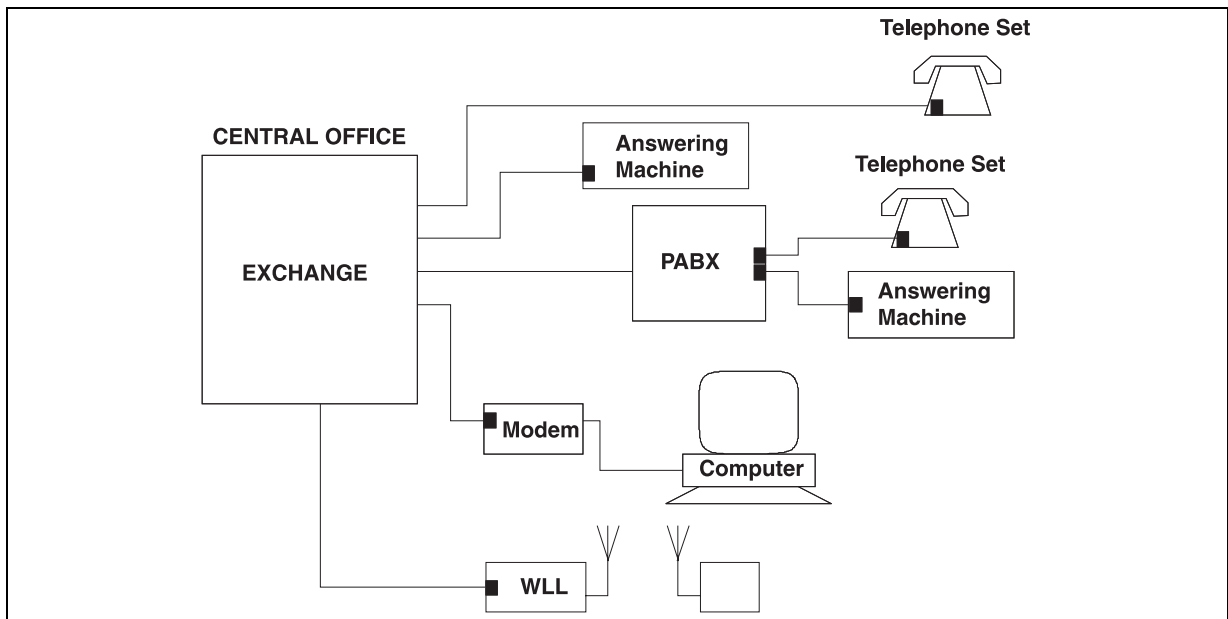 Telephone Set
CENTRAL OFFICE
Answering
Machine
Telephone Set
EXCHANGE
PABX
Answering
Machine
Modem
Computer
WLL